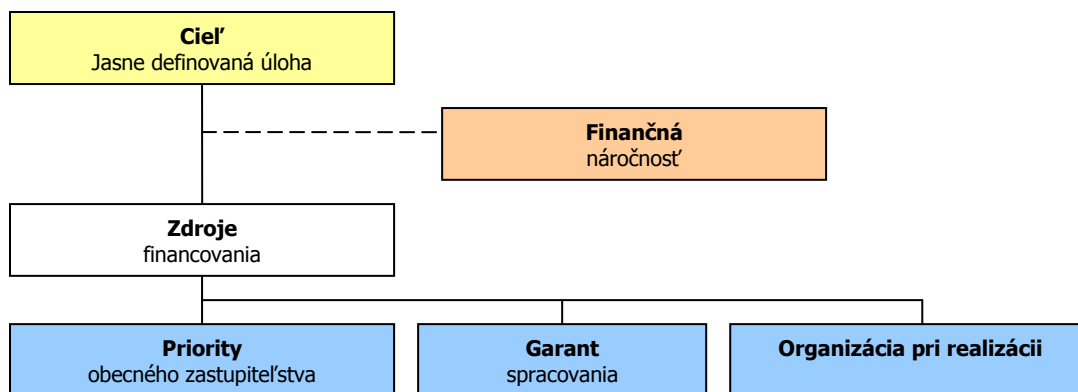 Cieľ
Jasne definovaná úloha
Finančná
náročnosť
Zdroje
financovania
Priority
obecného zastupiteľstva
Garant
spracovania
Organizácia pri realizácii